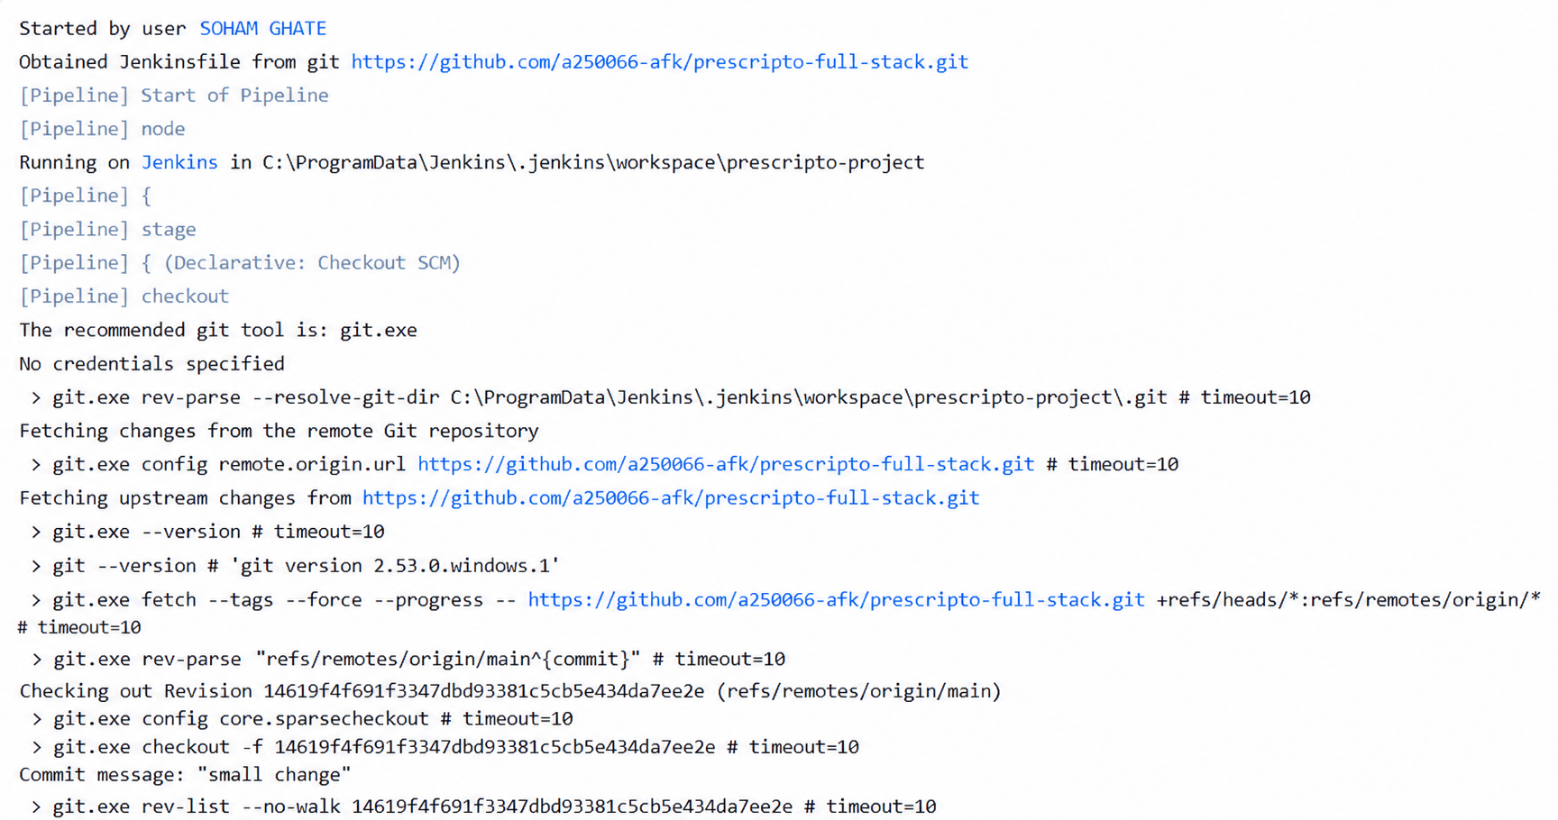 Started by user SOHAM GHATE
Obtained Jenkinsfile from git https://github.com/a250066-afk/prescripto-full-stack.git
[Pipeline] Start of Pipeline
[Pipeline] node
Running on Jenkins in C:\ProgramData\Jenkins\.jenkins\workspace\prescripto-project
[Pipeline] {
[Pipeline] stage
[Pipeline] { (Declarative: Checkout SCM)
[Pipeline] checkout
The recommended git tool is: git.exe
No credentials specified
> git.exe rev-parse --resolve-git-dir C:\ProgramData\Jenkins\.jenkins\workspace\prescripto-project\.git # timeout=10
Fetching changes from the remote Git repository
> git.exe config remote.origin.url https://github.com/a250066-afk/prescripto-full-stack.git # timeout=10
Fetching upstream changes from https://github.com/a250066-afk/prescripto-full-stack.git
> git.exe --version # timeout=10
> git --version # 'git version 2.53.0.windows.1'
> git.exe fetch --tags --force --progress -- https://github.com/a250066-afk/prescripto-full-stack.git +refs/heads/*:refs/remotes/origin/*
# timeout=10
> git.exe rev-parse "refs/remotes/origin/main^{commit}" # timeout=10
Checking out Revision 14619f4f691f3347dbd93381c5cb5e434da7ee2e (refs/remotes/origin/main)
> git.exe config core.sparsecheckout # timeout=10
> git.exe checkout -f 14619f4f691f3347dbd93381c5cb5e434da7ee2e # timeout=10
Commit message: "small change"
> git.exe rev-list --no-walk 14619f4f691f3347dbd93381c5cb5e434da7ee2e # timeout=10